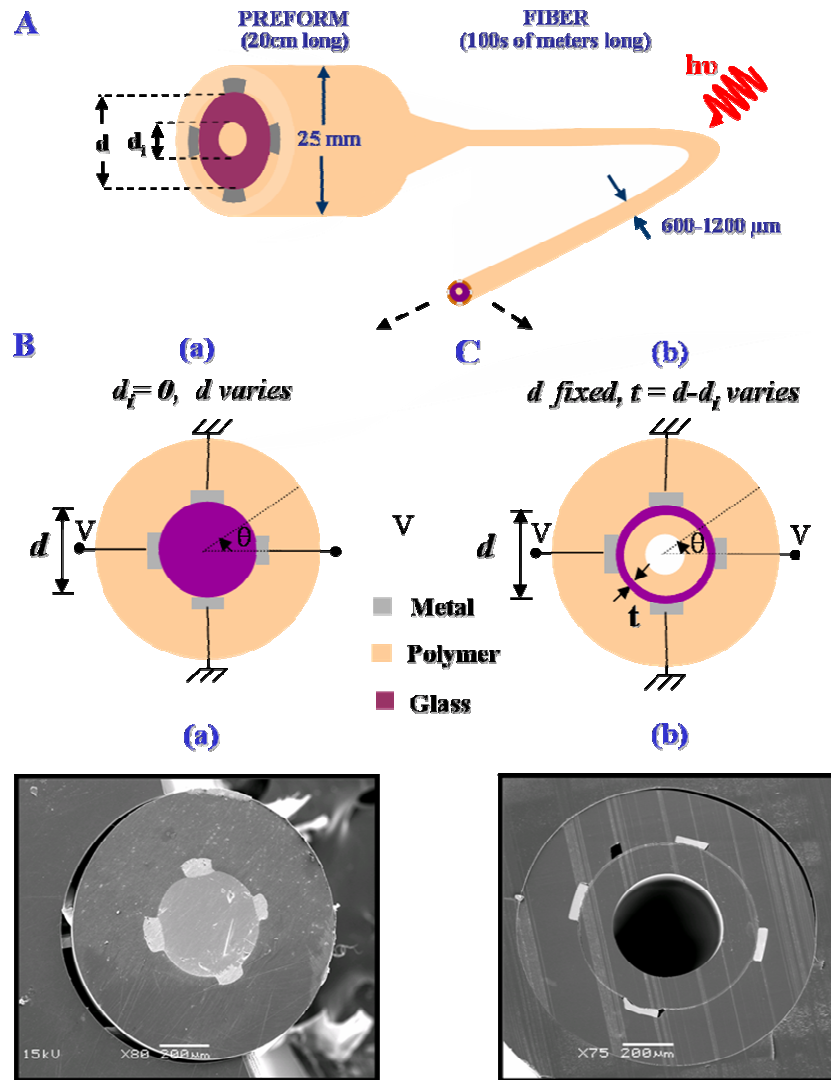 A
PREFORM
(20cm long)
FIBER
(100s of meters long)
hυ
d
dᵢ
25 mm
600-1200 μm
B
(a)
C
(b)
dᵢ= 0, d varies
d fixed, t = d-dᵢ varies
V
θ
d
V
V
θ
d
V
t
Metal
Polymer
Glass
(a)
(b)
15kU X80 200μm
X75 200μm